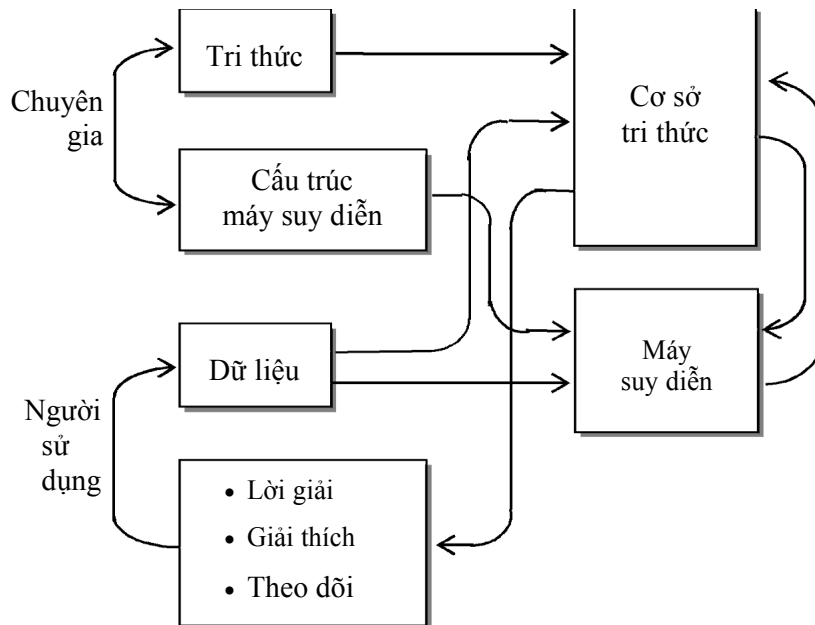 Tri thức
Chuyên
gia
Cơ sở
tri thức
Cấu trúc
máy suy diễn
Dữ liệu
Máy
suy diễn
Người
sử
dụng
• Lời giải
• Giải thích
• Theo dõi